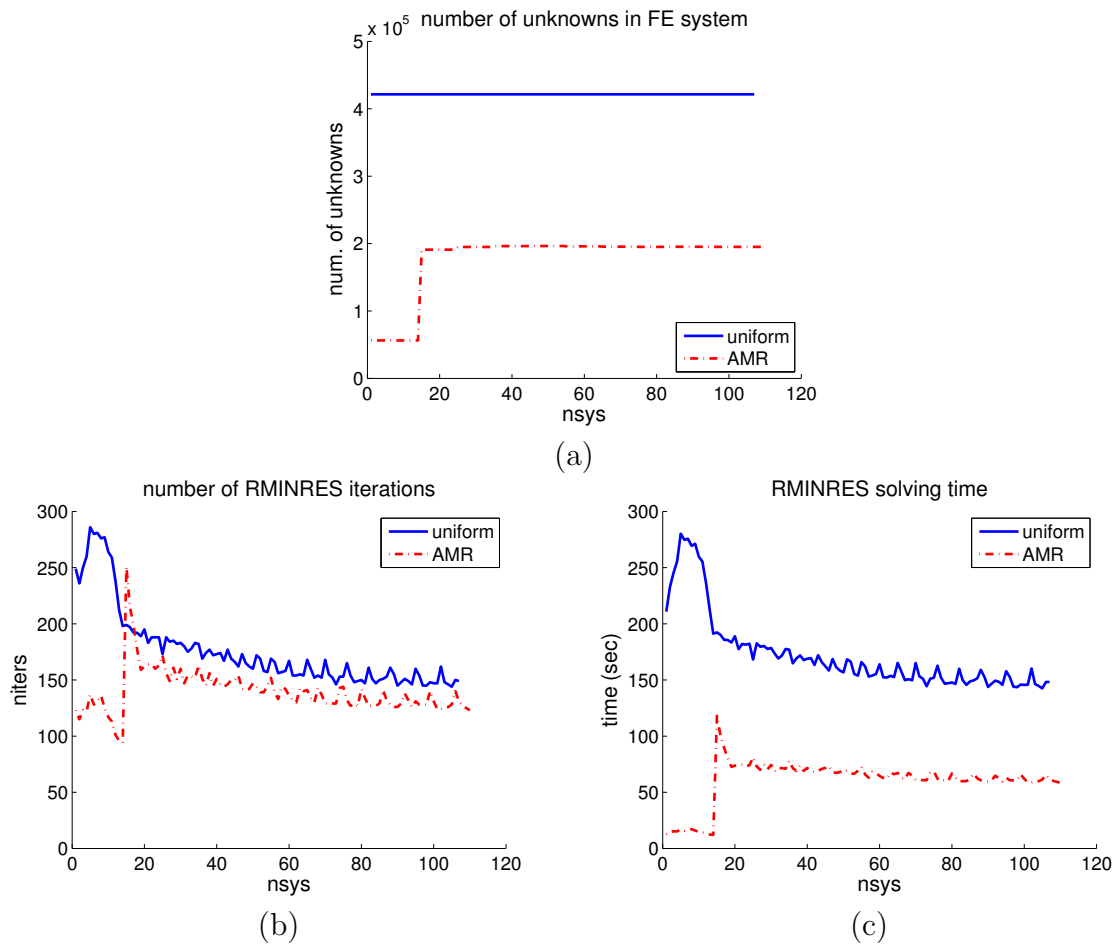 number of unknowns in FE system
x 10^5
5
4
3
2
1
0
num. of unknowns
0 20 40 60 80 100 120
nsys
uniform
AMR
(a)
number of RMINRES iterations
300
250
200
150
100
50
0
niters
0 20 40 60 80 100 120
nsys
uniform
AMR
(b)
RMINRES solving time
300
250
200
150
100
50
0
time (sec)
0 20 40 60 80 100 120
nsys
uniform
AMR
(c)